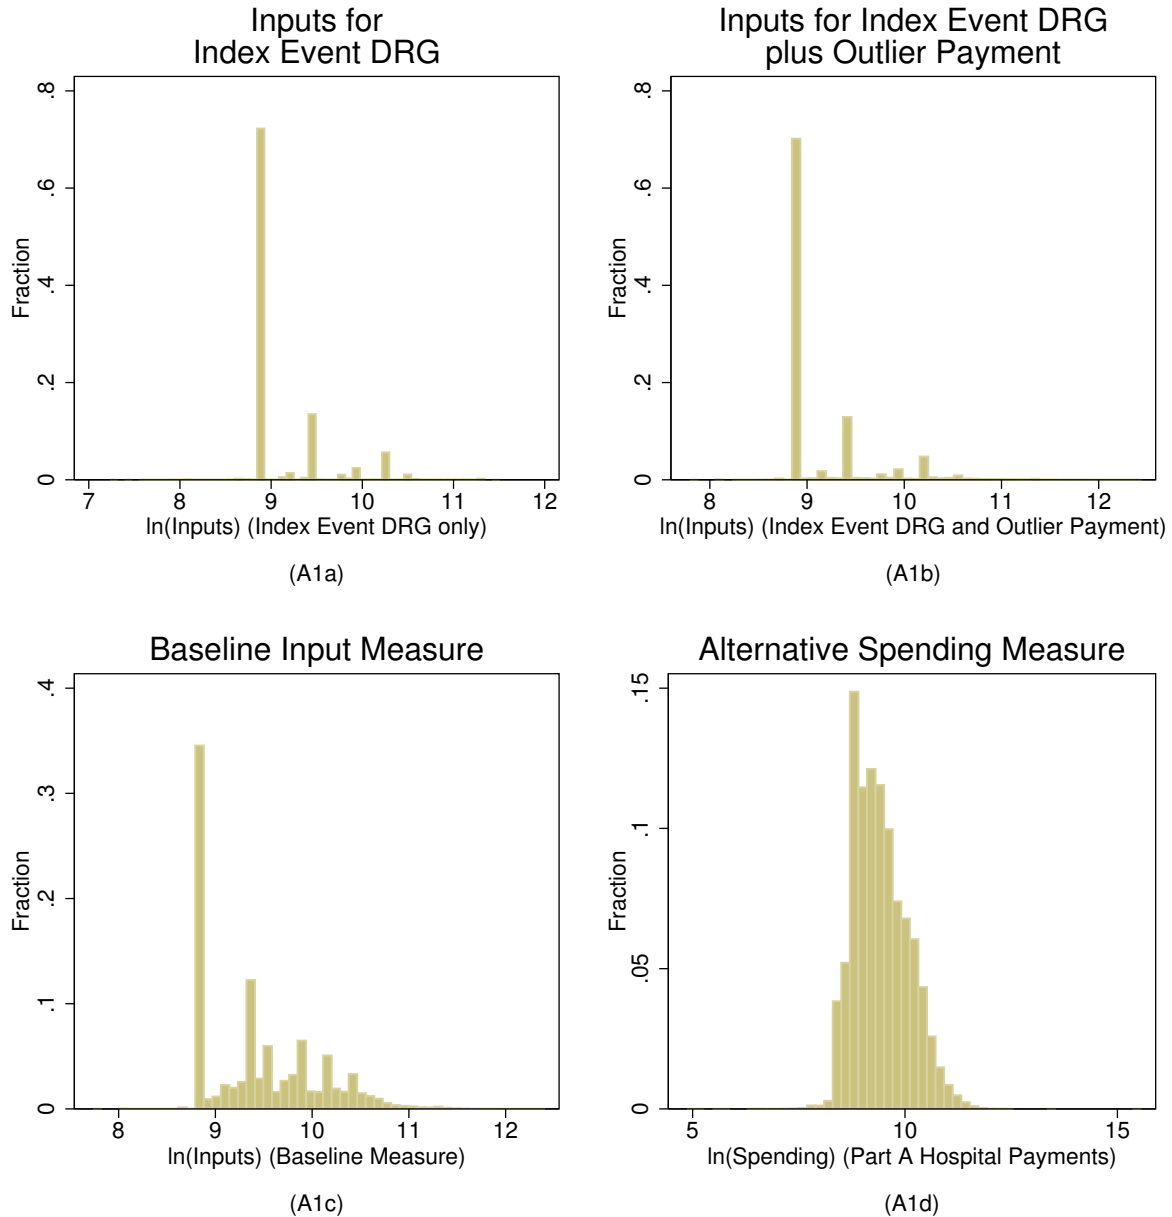 Inputs for
Index Event DRG
.8
.6
.4
.2
0
Fraction
7 8 9 10 11 12
ln(Inputs) (Index Event DRG only)
(A1a)
Inputs for Index Event DRG
plus Outlier Payment
.8
.6
.4
.2
0
Fraction
8 9 10 11 12
ln(Inputs) (Index Event DRG and Outlier Payment)
(A1b)
Baseline Input Measure
.4
.3
.2
.1
0
Fraction
8 9 10 11 12
ln(Inputs) (Baseline Measure)
(A1c)
Alternative Spending Measure
.15
.1
.05
0
Fraction
5 10 15
ln(Spending) (Part A Hospital Payments)
(A1d)